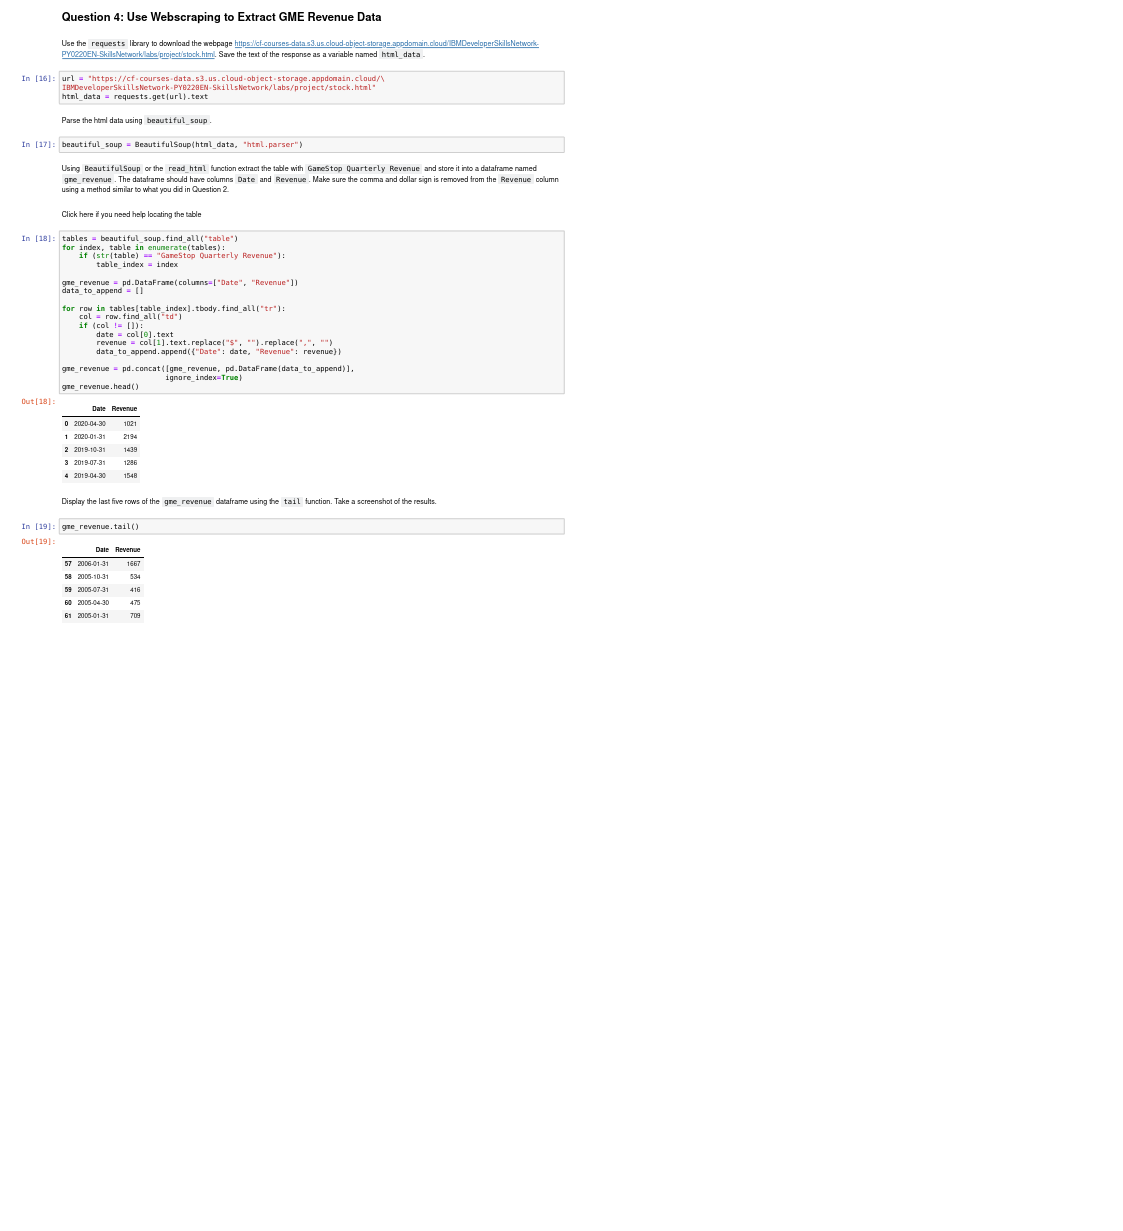 Question 4: Use Webscraping to Extract GME Revenue Data
Use the requests library to download the webpage https://cf-courses-data.s3.us.cloud-object-storage.appdomain.cloud/IBMDeveloperSkillsNetwork-
PY0220EN-SkillsNetwork/labs/project/stock.html. Save the text of the response as a variable named html_data.
In [16]: url = "https://cf-courses-data.s3.us.cloud-object-storage.appdomain.cloud/\
IBMDeveloperSkillsNetwork-PY0220EN-SkillsNetwork/labs/project/stock.html"
html_data = requests.get(url).text
Parse the html data using beautiful_soup.
In [17]: beautiful_soup = BeautifulSoup(html_data, "html.parser")
Using BeautifulSoup or the read_html function extract the table with GameStop Quarterly Revenue and store it into a dataframe named
gme_revenue. The dataframe should have columns Date and Revenue. Make sure the comma and dollar sign is removed from the Revenue column
using a method similar to what you did in Question 2.
Click here if you need help locating the table
In [18]: tables = beautiful_soup.find_all("table")
for index, table in enumerate(tables):
    if (str(table) == "GameStop Quarterly Revenue"):
        table_index = index
gme_revenue = pd.DataFrame(columns=["Date", "Revenue"])
data_to_append = []
for row in tables[table_index].tbody.find_all("tr"):
    col = row.find_all("td")
    if (col != []):
        date = col[0].text
        revenue = col[1].text.replace("$", "").replace(",", "")
        data_to_append.append({"Date": date, "Revenue": revenue})
gme_revenue = pd.concat([gme_revenue, pd.DataFrame(data_to_append)],
                        ignore_index=True)
gme_revenue.head()
Out[18]:
Date Revenue
0 2020-04-30 1021
1 2020-01-31 2194
2 2019-10-31 1439
3 2019-07-31 1286
4 2019-04-30 1548
Display the last five rows of the gme_revenue dataframe using the tail function. Take a screenshot of the results.
In [19]: gme_revenue.tail()
Out[19]:
Date Revenue
57 2006-01-31 1667
58 2005-10-31 534
59 2005-07-31 416
60 2005-04-30 475
61 2005-01-31 709